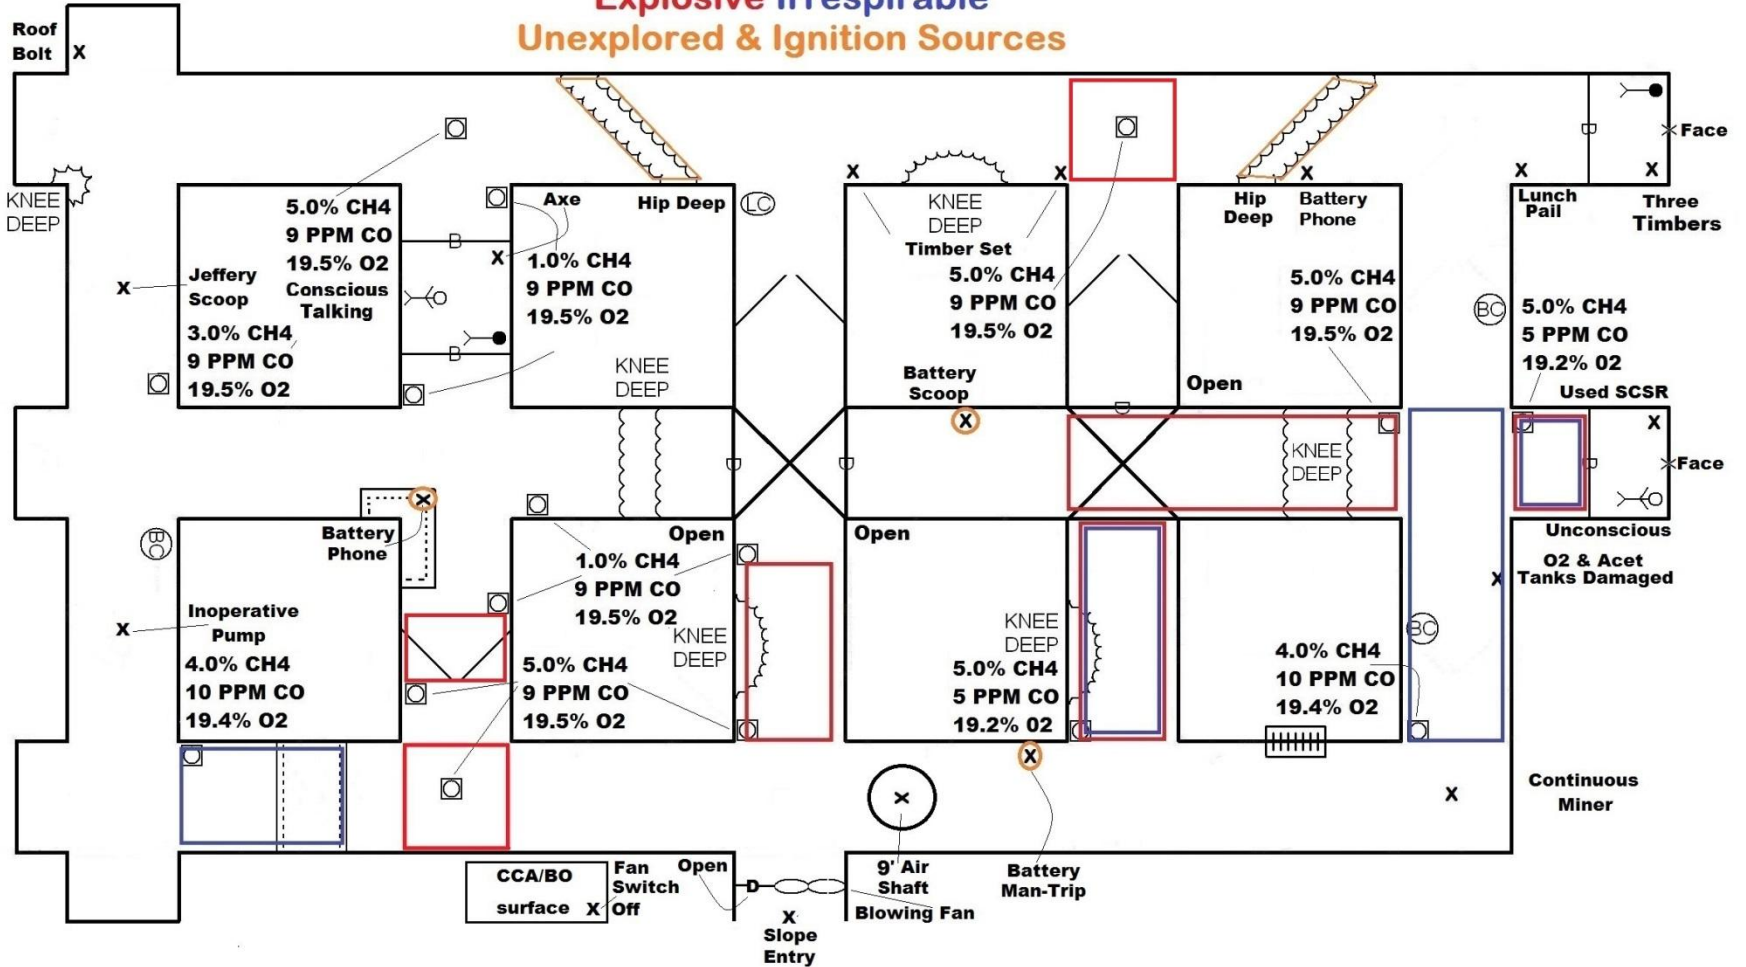 Explosive Irrespirable
Unexplored & Ignition Sources
Roof
Bolt X
KNEE
DEEP
X Jeffery
Scoop
5.0% CH4
9 PPM CO
19.5% O2
Conscious
Talking
3.0% CH4
9 PPM CO
19.5% O2
B
B
X
Axe
Hip Deep
1.0% CH4
9 PPM CO
19.5% O2
KNEE
DEEP
LC
X
X
KNEE
DEEP
Timber Set
5.0% CH4
9 PPM CO
19.5% O2
Battery
Scoop
X
Hip
Deep
X
Battery
Phone
5.0% CH4
9 PPM CO
19.5% O2
Open
KNEE
DEEP
BC
X Face
X
Lunch
Pail
X
Three
Timbers
5.0% CH4
5 PPM CO
19.2% 02
Used SCSR
X
X Face
Unconscious
O2 & Acet
Tanks Damaged
X
BC
X
Battery
Phone
X
Inoperative
Pump
4.0% CH4
10 PPM CO
19.4% O2
Open
1.0% CH4
9 PPM CO
19.5% O2
KNEE
DEEP
5.0% CH4
9 PPM CO
19.5% O2
Open
KNEE
DEEP
5.0% CH4
5 PPM CO
19.2% 02
X
BC
4.0% CH4
10 PPM CO
19.4% O2
X
Continuous
Miner
CCA/BO
surface X
Fan
Switch
Off
Open
D
X
Slope
Entry
X
9' Air
Shaft
Blowing Fan
Battery
Man-Trip